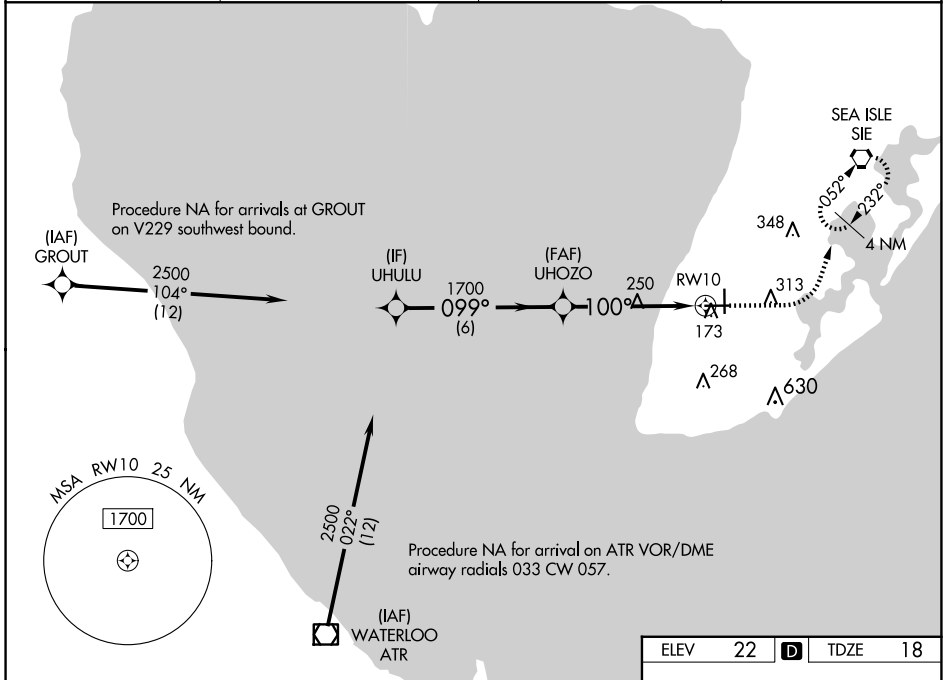 SEA ISLE
SIE
052°
232°
4 NM
Procedure NA for arrivals at GROUT
on V229 southwest bound.
(IAF)
GROUT
2500
104°
(12)
(IF)
UHULU
1700
099°
(6)
(FAF)
UHOZO
100°
250
RW10
173
348
313
268
630
MSA RW10 25 NM
1700
2500
022°
(12)
Procedure NA for arrival on ATR VOR/DME
airway radials 033 CW 057.
(IAF)
WATERLOO
ATR
ELEV 22 D TDZE 18